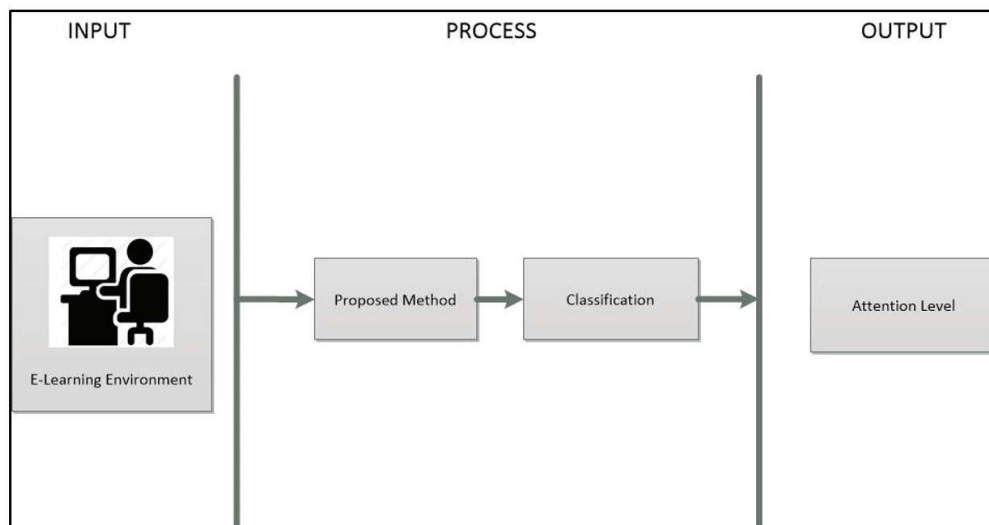 INPUT
PROCESS
OUTPUT
E-Learning Environment
Proposed Method
Classification
Attention Level